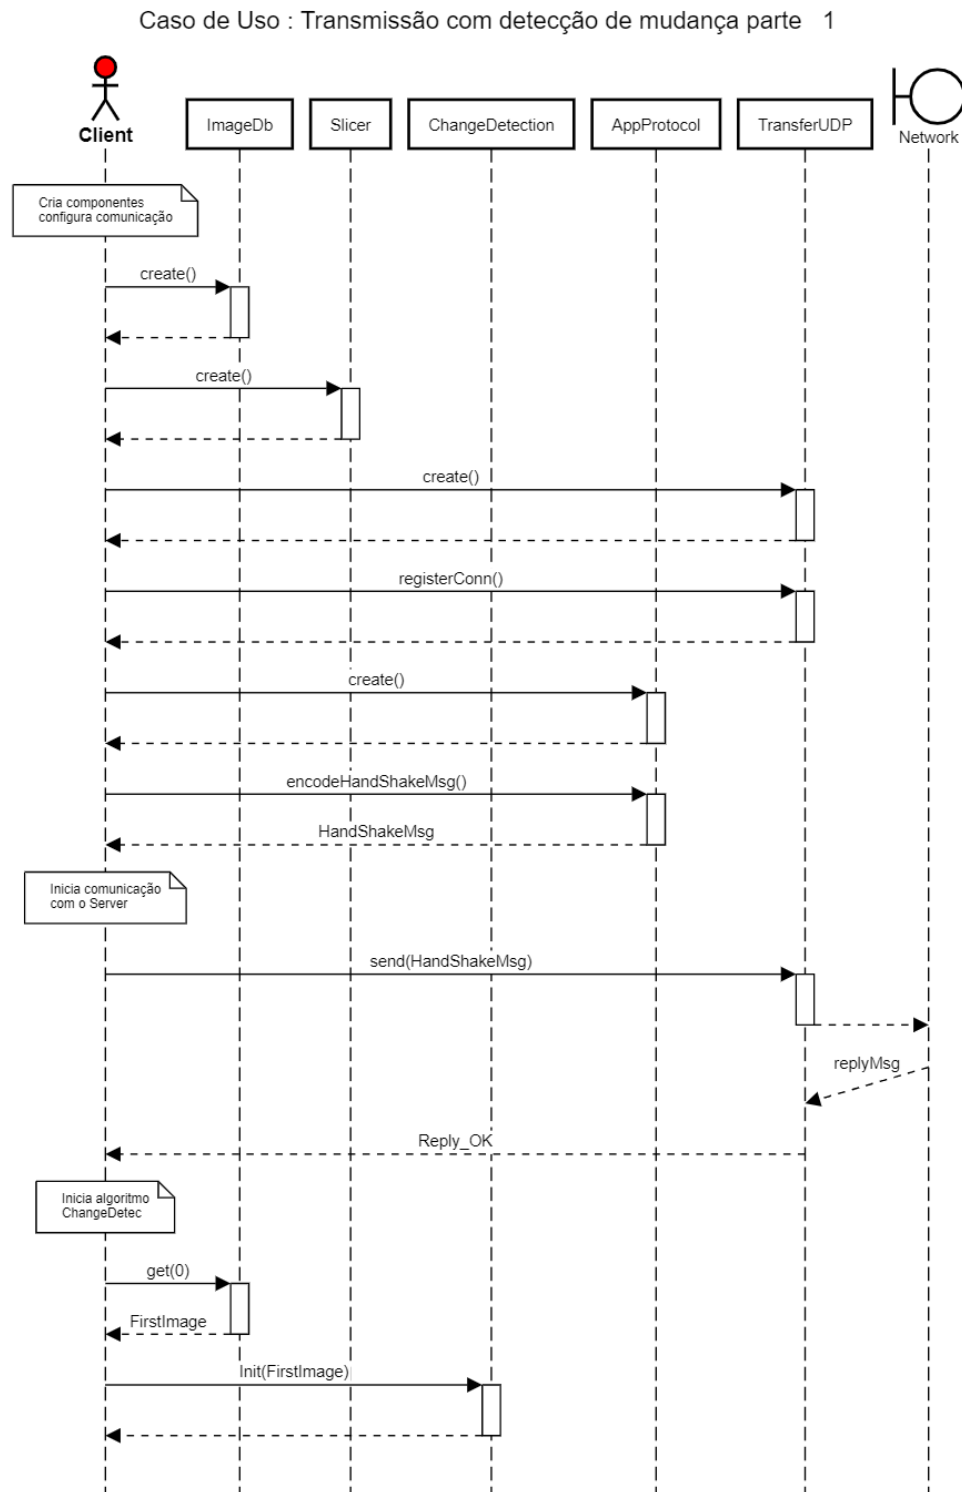 Caso de Uso : Transmissão com detecção de mudança parte 1
Client
ImageDb
Slicer
ChangeDetection
AppProtocol
TransferUDP
Network
Cria componentes
configura comunicação
create()
create()
create()
registerConn()
create()
encodeHandShakeMsg()
HandShakeMsg
Inicia comunicação
com o Server
send(HandShakeMsg)
replyMsg
Reply_OK
Inicia algoritmo
ChangeDetec
get(0)
FirstImage
Init(FirstImage)